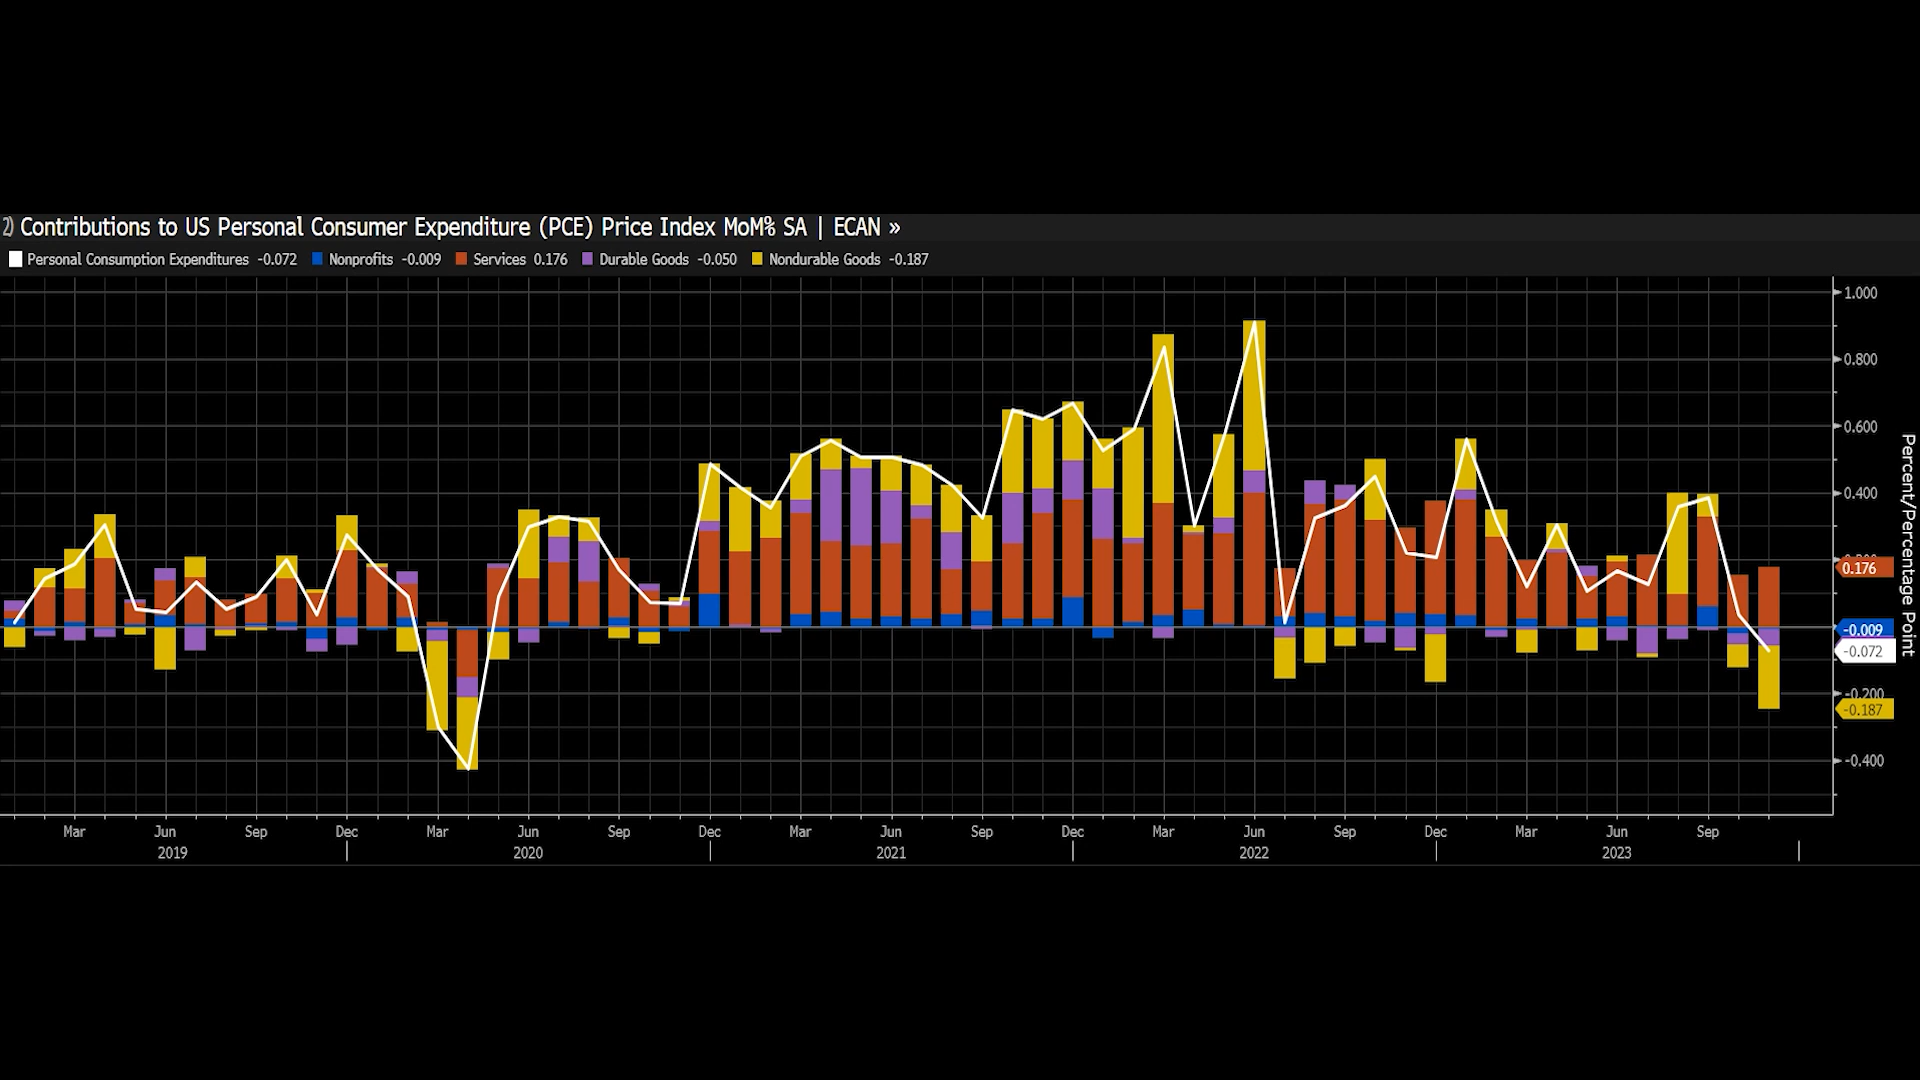 2) Contributions to US Personal Consumer Expenditure (PCE) Price Index MoM% SA | ECAN »
Personal Consumption Expenditures -0.072 Nonprofits -0.009 Services 0.176 Durable Goods -0.050 Nondurable Goods -0.187
1.000
0.800
0.600
0.400
0.176
-0.009
-0.072
-0.200
-0.187
-0.400
Percent/Percentage Point
Mar Jun Sep Dec Mar Jun Sep Dec Mar Jun Sep Dec Mar Jun Sep Dec Mar Jun Sep
2019 2020 2021 2022 2023